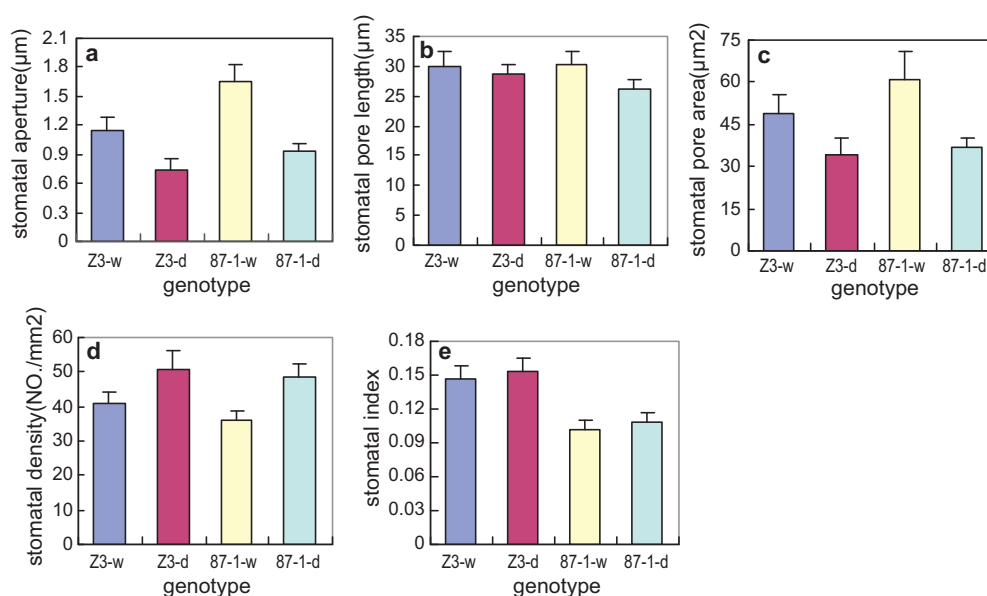 a
stomatal aperture(μm)
2.1
1.8
1.5
1.2
0.9
0.6
0.3
0
Z3-w Z3-d 87-1-w 87-1-d
genotype
b
stomatal pore length(μm)
35
30
25
20
15
10
5
0
Z3-w Z3-d 87-1-w 87-1-d
genotype
c
stomatal pore area(μm2)
75
60
45
30
15
0
Z3-w Z3-d 87-1-w 87-1-d
genotype
d
stomatal density(NO./mm2)
60
50
40
30
20
10
0
Z3-w Z3-d 87-1-w 87-1-d
genotype
e
stomatal index
0.18
0.15
0.12
0.09
0.06
0.03
0
Z3-w Z3-d 87-1-w 87-1-d
genotype